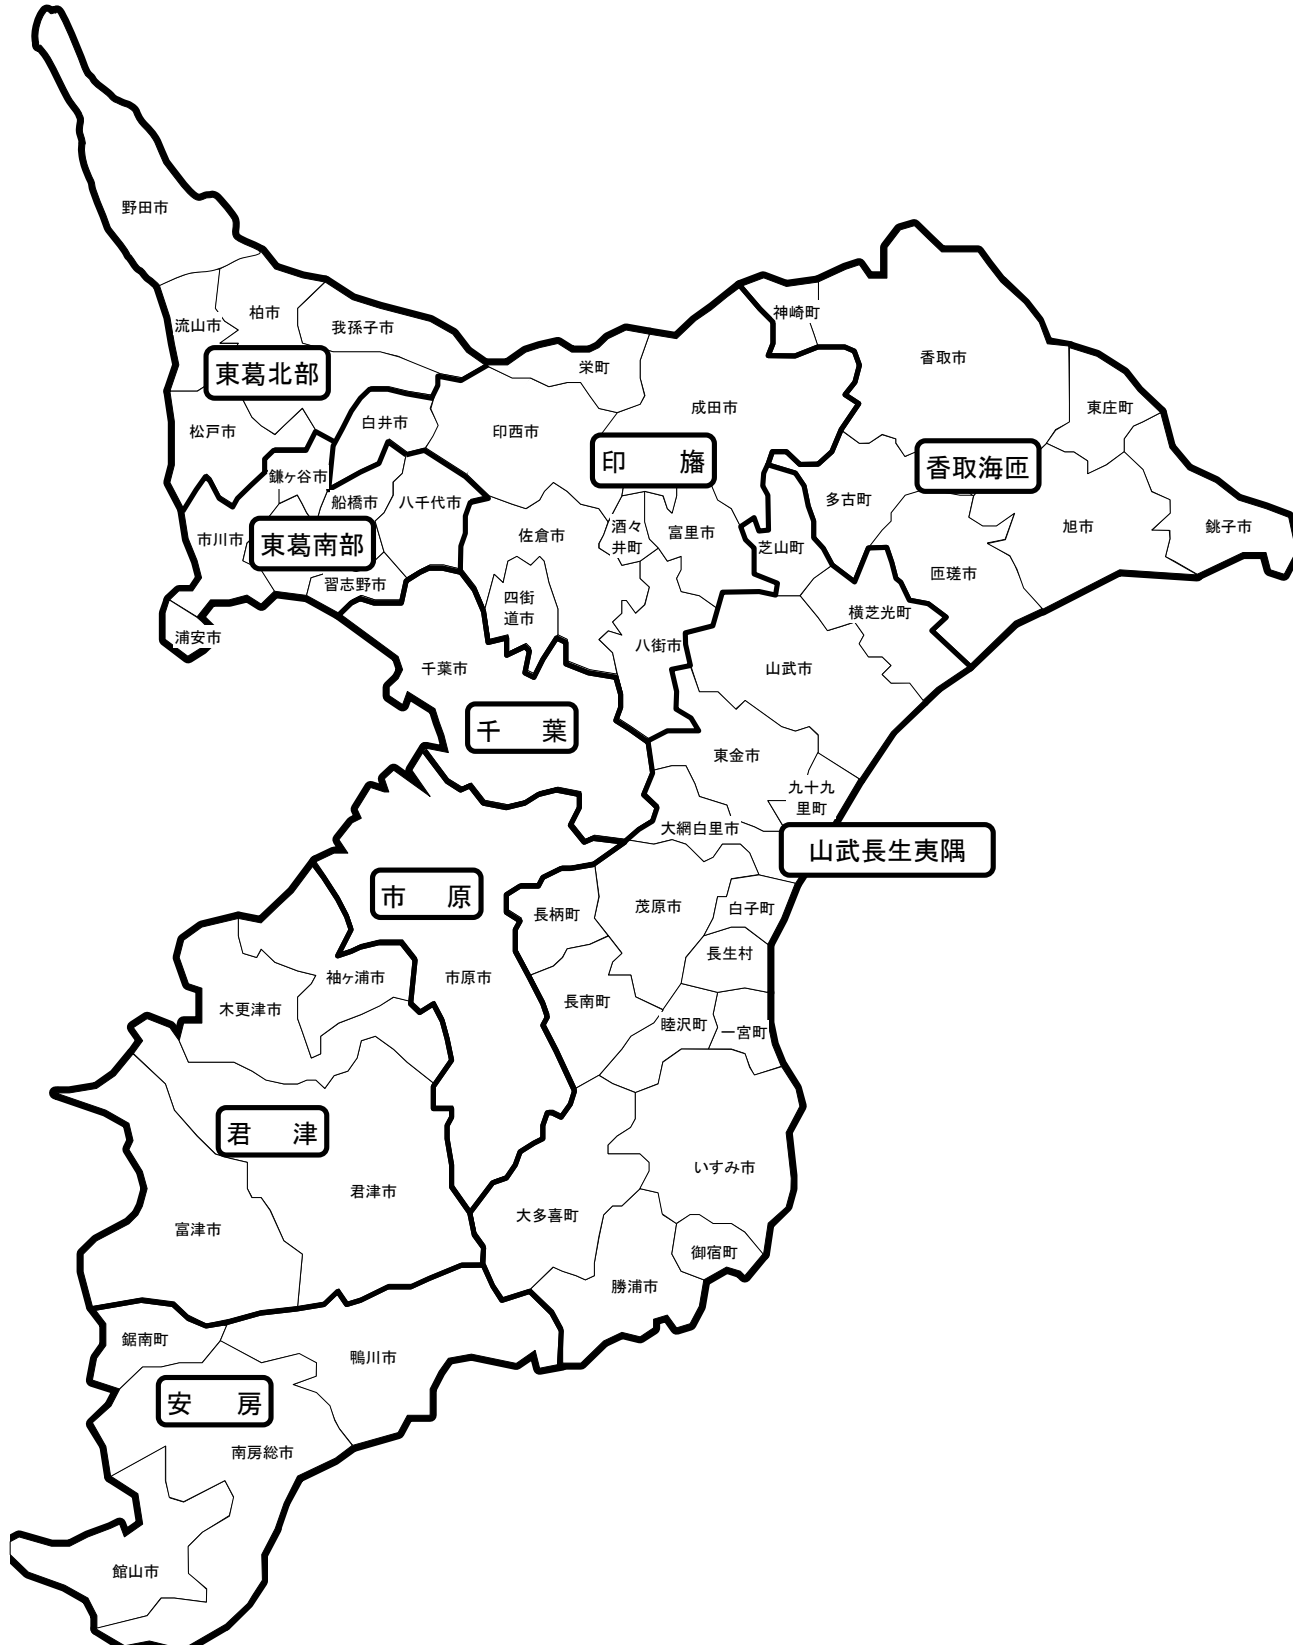 野田市
柏市
流山市
我孫子市
東葛北部
松戸市
白井市
栄町
印西市
成田市
神崎町
香取市
東庄町
印　旛
香取海匝
鎌ヶ谷市
船橋市
八千代市
市川市
東葛南部
習志野市
浦安市
佐倉市
酒々
井町
富里市
四街
道市
八街市
芝山町
多古町
旭市
銚子市
匝瑳市
横芝光町
千葉市
千　葉
山武市
東金市
九十九
里町
大網白里市
山武長生夷隅
市　原
長柄町
茂原市
白子町
長生村
市原市
袖ヶ浦市
木更津市
長南町
睦沢町
一宮町
君　津
君津市
富津市
いすみ市
大多喜町
御宿町
勝浦市
鋸南町
鴨川市
安　房
南房総市
館山市